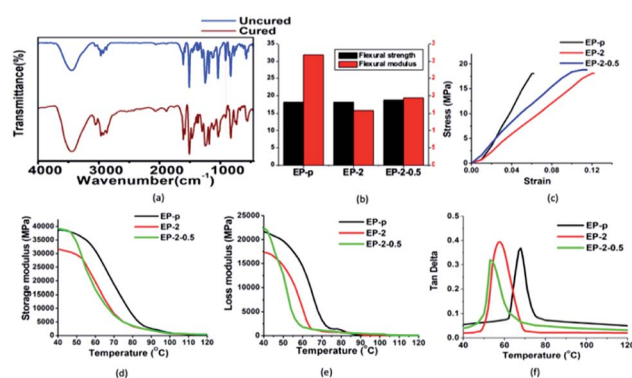 Uncured
Cured
Transmittance(%)
4000
3000
2000
1000
Wavenumber(cm⁻¹)
(a)
35
30
25
20
15
10
5
0
Flexural strength
Flexural modulus
EP-p
EP-2
EP-2-0.5
(b)
Stress (MPa)
25
20
15
10
5
0
0.00
0.04
0.08
0.12
Strain
EP-p
EP-2
EP-2-0.5
(c)
Storage modulus (MPa)
40000
35000
30000
25000
20000
15000
10000
5000
0
40 50 60 70 80 90 100 110 120
Temperature (°C)
EP-p
EP-2
EP-2-0.5
(d)
Loss modulus (MPa)
25000
20000
15000
10000
5000
0
40 50 60 70 80 90 100 110 120
Temperature (°C)
EP-p
EP-2
EP-2-0.5
(e)
Tan Delta
0.5
0.4
0.3
0.2
0.1
0.0
40
60
80
100
120
Temperature (°C)
EP-p
EP-2
EP-2-0.5
(f)